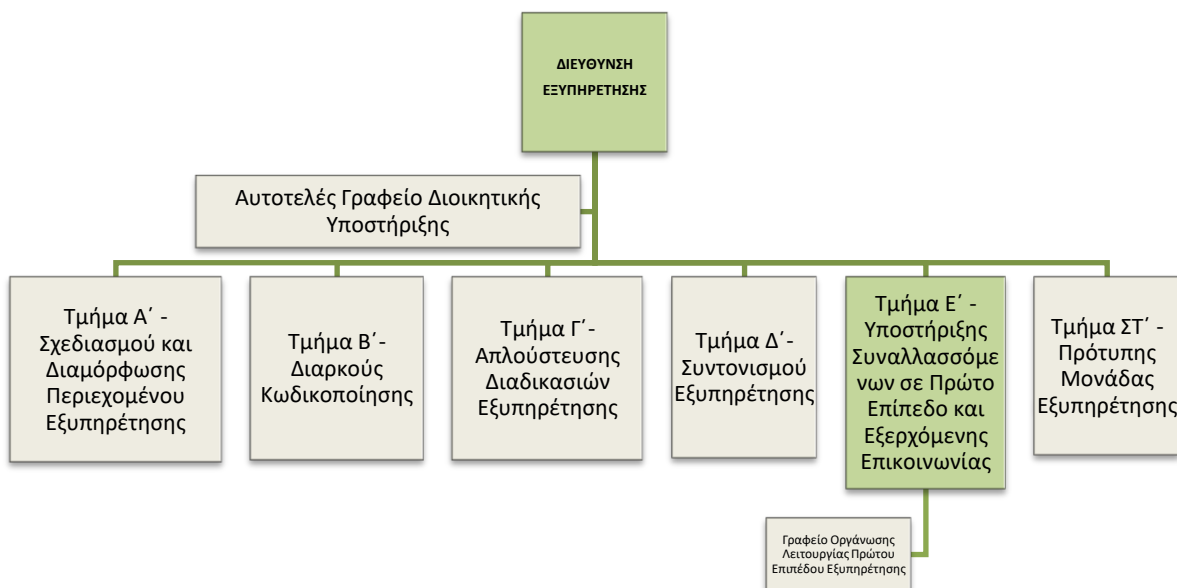 ΔΙΕΥΘΥΝΣΗ
ΕΞΥΠΗΡΕΤΗΣΗΣ
Αυτοτελές Γραφείο Διοικητικής
Υποστήριξης
Τμήμα Α΄ -
Σχεδιασμού και
Διαμόρφωσης
Περιεχομένου
Εξυπηρέτησης
Τμήμα Β΄-
Διαρκούς
Κωδικοποίησης
Τμήμα Γ΄-
Απλούστευσης
Διαδικασιών
Εξυπηρέτησης
Τμήμα Δ΄-
Συντονισμού
Εξυπηρέτησης
Τμήμα Ε΄ -
Υποστήριξης
Συναλλασσόμε
νων σε Πρώτο
Επίπεδο και
Εξερχόμενης
Επικοινωνίας
Τμήμα ΣΤ΄ -
Πρότυπης
Μονάδας
Εξυπηρέτησης
Γραφείο Οργάνωσης
Λειτουργίας Πρώτου
Επιπέδου Εξυπηρέτησης